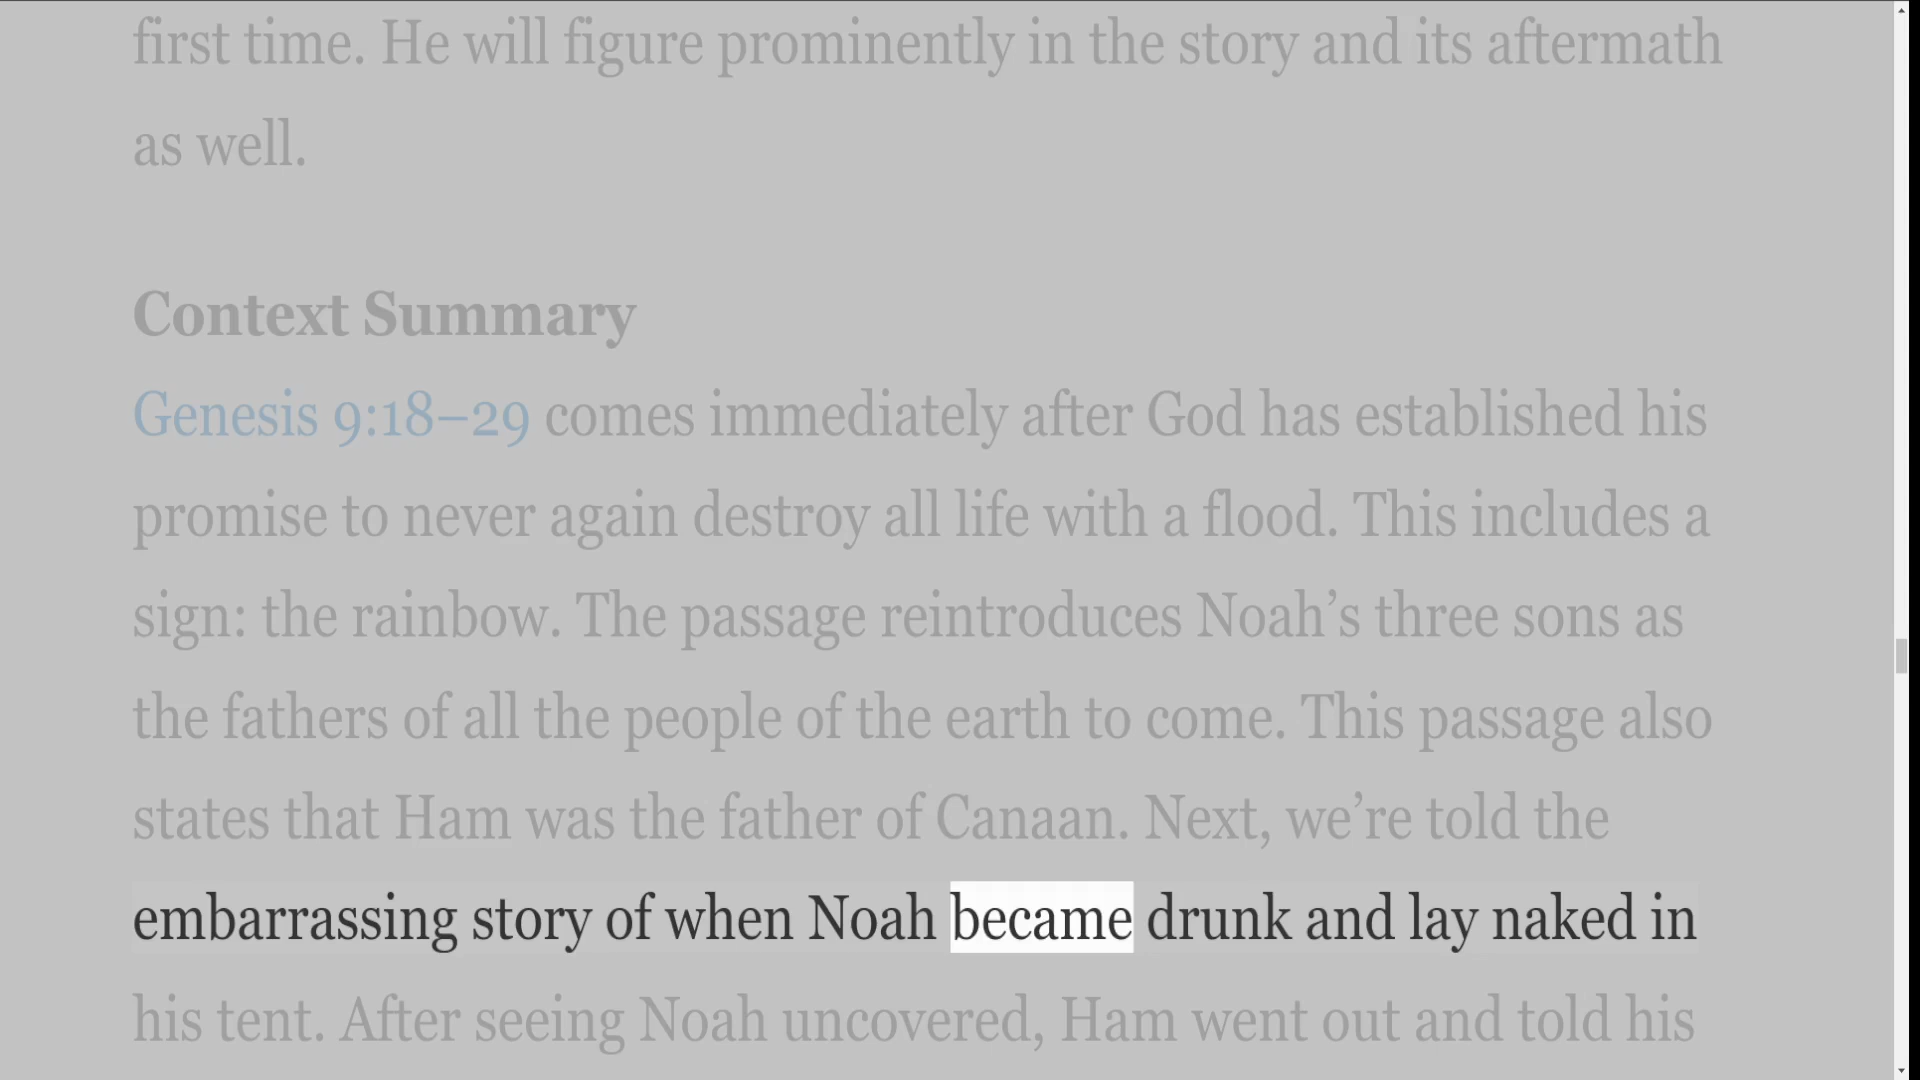 first time. He will figure prominently in the story and its aftermath
as well.
Context Summary
Genesis 9:18–29 comes immediately after God has established his
promise to never again destroy all life with a flood. This includes a
sign: the rainbow. The passage reintroduces Noah’s three sons as
the fathers of all the people of the earth to come. This passage also
states that Ham was the father of Canaan. Next, we’re told the
embarrassing story of when Noah became drunk and lay naked in
his tent. After seeing Noah uncovered, Ham went out and told his